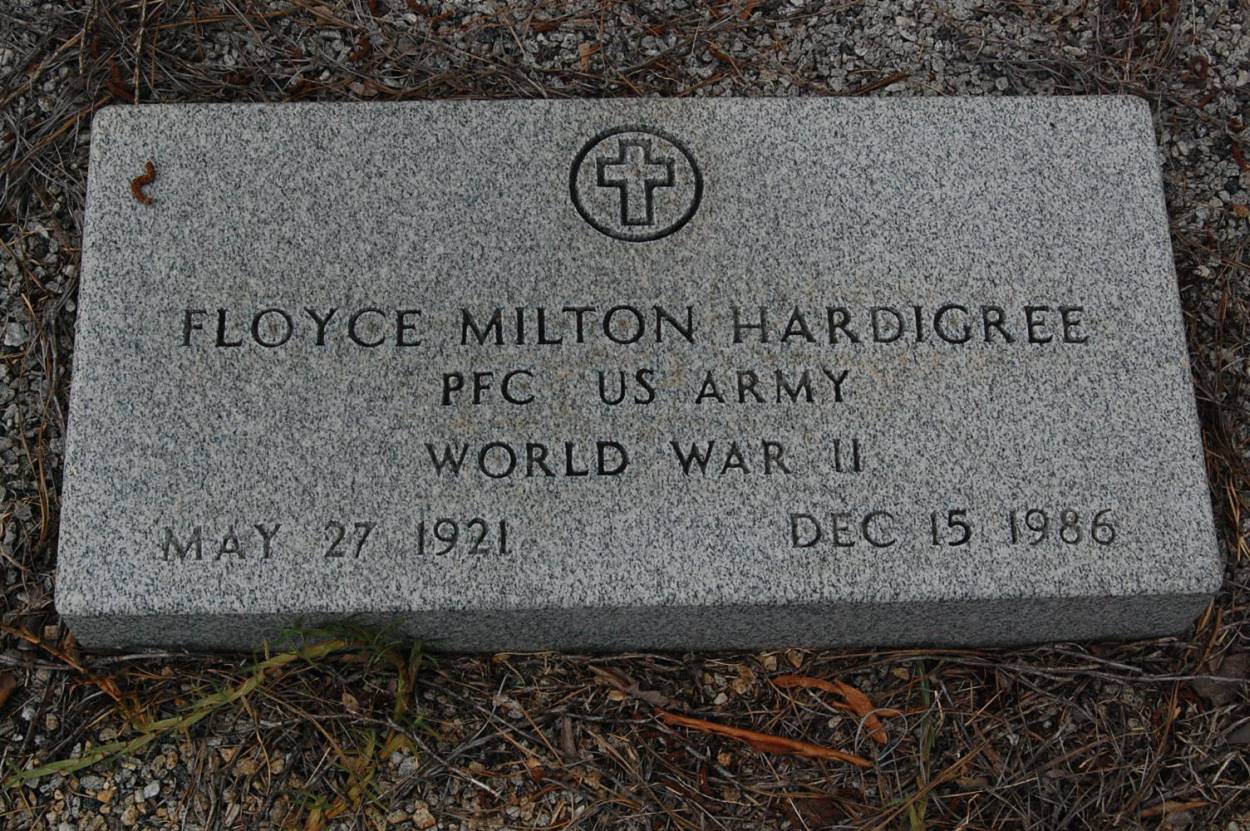 FLOYCE MILTON HARDIGREE
PFC US ARMY
WORLD WAR II
MAY 27 1921 DEC 15 1986